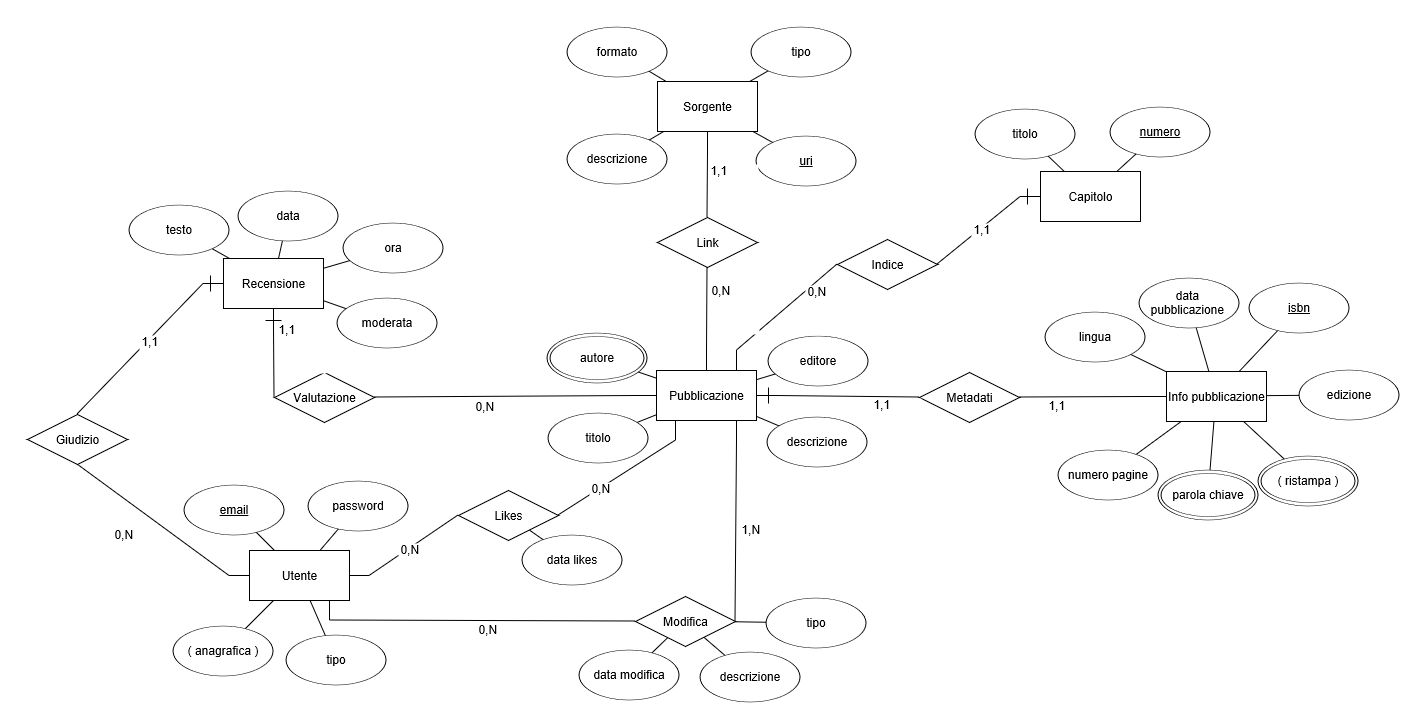 formato
tipo
Sorgente
descrizione
uri
1,1
titolo
numero
Capitolo
testo
data
ora
Recensione
moderata
Link
Indice
1,1
0,N
0,N
data
pubblicazione
isbn
lingua
1,1
1,1
autore
editore
Valutazione
0,N
Pubblicazione
1,1
Metadati
1,1
Info pubblicazione
edizione
Giudizio
titolo
descrizione
numero pagine
parola chiave
( ristampa )
email
password
0,N
Likes
0,N
0,N
data likes
1,N
Utente
( anagrafica )
tipo
0,N
Modifica
tipo
data modifica
descrizione